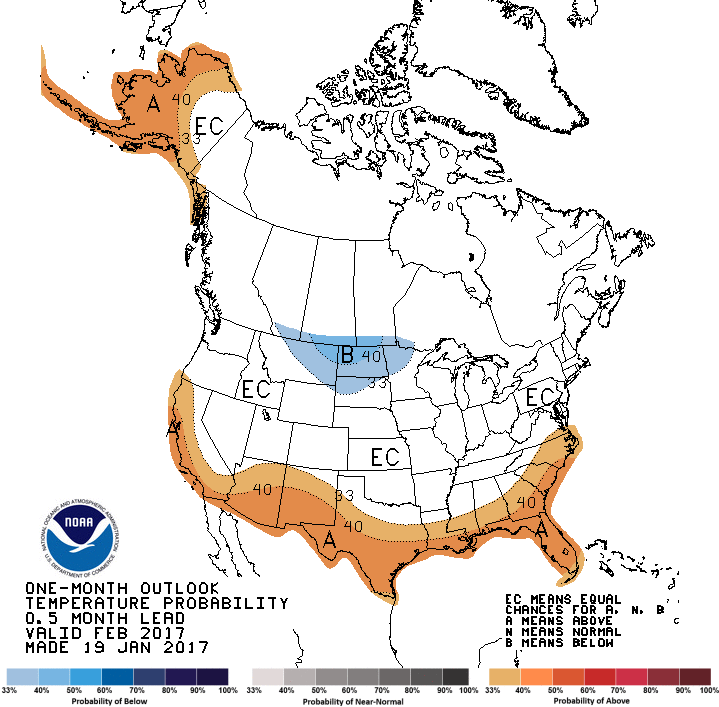 A
40
EC
33
B
40
33
EC
EC
A
EC
40
33
40
40
A
A
NATIONAL OCEANIC AND ATMOSPHERIC ADMINISTRATION
NOAA
U.S. DEPARTMENT OF COMMERCE
ONE-MONTH OUTLOOK
TEMPERATURE PROBABILITY
0.5 MONTH LEAD
VALID FEB 2017
MADE 19 JAN 2017
EC MEANS EQUAL
CHANCES FOR A, N, B
A MEANS ABOVE
N MEANS NORMAL
B MEANS BELOW
33% 40% 50% 60% 70% 80% 90% 100%
Probability of Below
33% 40% 50% 60% 70% 80% 90% 100%
Probability of Near-Normal
33% 40% 50% 60% 70% 80% 90% 100%
Probability of Above